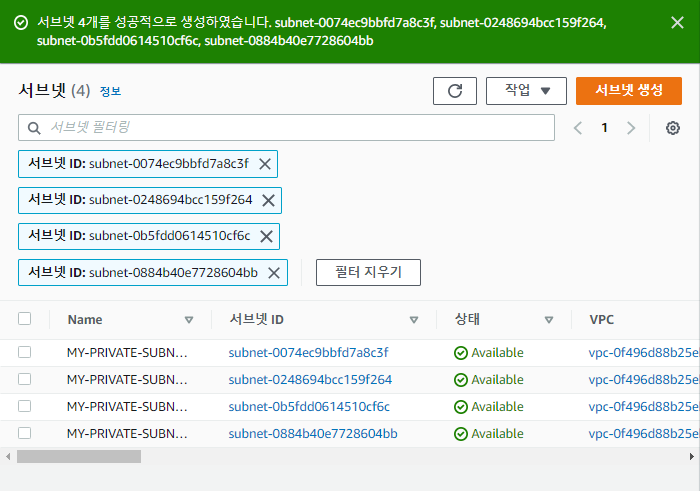 서브넷 4개를 성공적으로 생성하였습니다. subnet-0074ec9bbfd7a8c3f, subnet-0248694bcc159f264,
subnet-0b5fdd0614510cf6c, subnet-0884b40e7728604bb
서브넷 (4) 정보 작업 서브넷 생성
서브넷 필터링 1
서브넷 ID: subnet-0074ec9bbfd7a8c3f
서브넷 ID: subnet-0248694bcc159f264
서브넷 ID: subnet-0b5fdd0614510cf6c
서브넷 ID: subnet-0884b40e7728604bb 필터 지우기
Name 서브넷 ID 상태 VPC
MY-PRIVATE-SUBN... subnet-0074ec9bbfd7a8c3f Available vpc-0f496d88b25e
MY-PRIVATE-SUBN... subnet-0248694bcc159f264 Available vpc-0f496d88b25e
MY-PRIVATE-SUBN... subnet-0b5fdd0614510cf6c Available vpc-0f496d88b25e
MY-PRIVATE-SUBN... subnet-0884b40e7728604bb Available vpc-0f496d88b25e